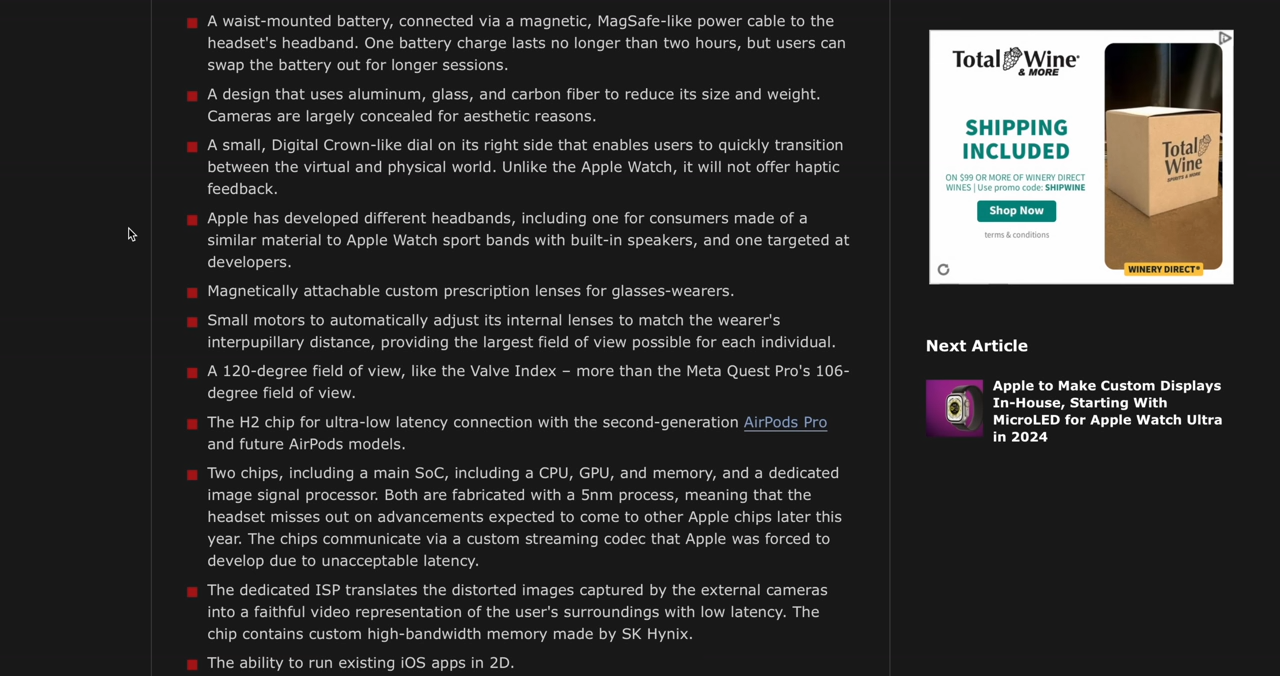 A waist-mounted battery, connected via a magnetic, MagSafe-like power cable to the
headset's headband. One battery charge lasts no longer than two hours, but users can
swap the battery out for longer sessions.
A design that uses aluminum, glass, and carbon fiber to reduce its size and weight.
Cameras are largely concealed for aesthetic reasons.
A small, Digital Crown-like dial on its right side that enables users to quickly transition
between the virtual and physical world. Unlike the Apple Watch, it will not offer haptic
feedback.
Apple has developed different headbands, including one for consumers made of a
similar material to Apple Watch sport bands with built-in speakers, and one targeted at
developers.
Magnetically attachable custom prescription lenses for glasses-wearers.
Small motors to automatically adjust its internal lenses to match the wearer's
interpupillary distance, providing the largest field of view possible for each individual.
A 120-degree field of view, like the Valve Index – more than the Meta Quest Pro's 106-
degree field of view.
The H2 chip for ultra-low latency connection with the second-generation AirPods Pro
and future AirPods models.
Two chips, including a main SoC, including a CPU, GPU, and memory, and a dedicated
image signal processor. Both are fabricated with a 5nm process, meaning that the
headset misses out on advancements expected to come to other Apple chips later this
year. The chips communicate via a custom streaming codec that Apple was forced to
develop due to unacceptable latency.
The dedicated ISP translates the distorted images captured by the external cameras
into a faithful video representation of the user's surroundings with low latency. The
chip contains custom high-bandwidth memory made by SK Hynix.
The ability to run existing iOS apps in 2D.
Total Wine
& MORE
SHIPPING
INCLUDED
ON $99 OR MORE OF WINERY DIRECT
WINES | Use promo code: SHIPWINE
Shop Now
terms & conditions
Total
Wine
SPIRITS & MORE
WINERY DIRECT®
Next Article
Apple to Make Custom Displays
In-House, Starting With
MicroLED for Apple Watch Ultra
in 2024